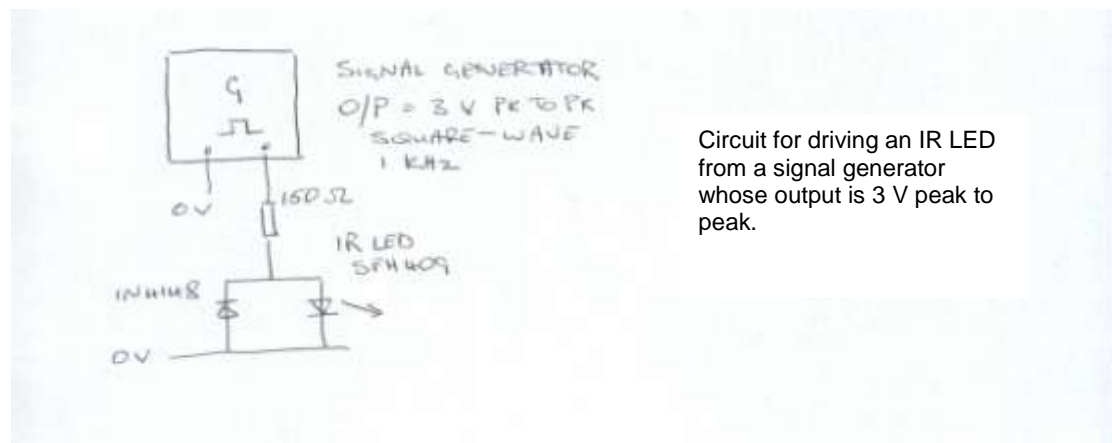 G
SIGNAL GENERATOR
O/P = 3 V PK TO PK
SQUARE-WAVE
1 KHz
0V
150 Ω
IR LED
SFH409
1N4148
0V
Circuit for driving an IR LED
from a signal generator
whose output is 3 V peak to
peak.